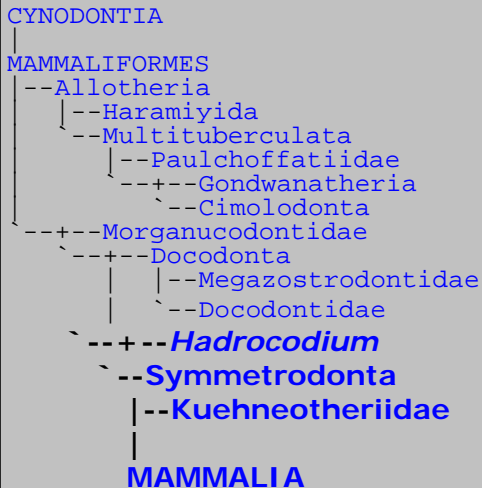 CYNODONTIA
|
MAMMALIFORMES
|--Allotheria
|  |--Haramiyida
|  `--Multituberculata
|     |--Paulchoffatiidae
|     `--+--Gondwanatheria
|        `--Cimolodonta
`--+--Morganucodontidae
   `--+--Docodonta
      |  |--Megazostrodontidae
      |  `--Docodontidae
      `--+--Hadrocodium
         `--Symmetrodonta
            |--Kuehneotheriidae
            |
            MAMMALIA